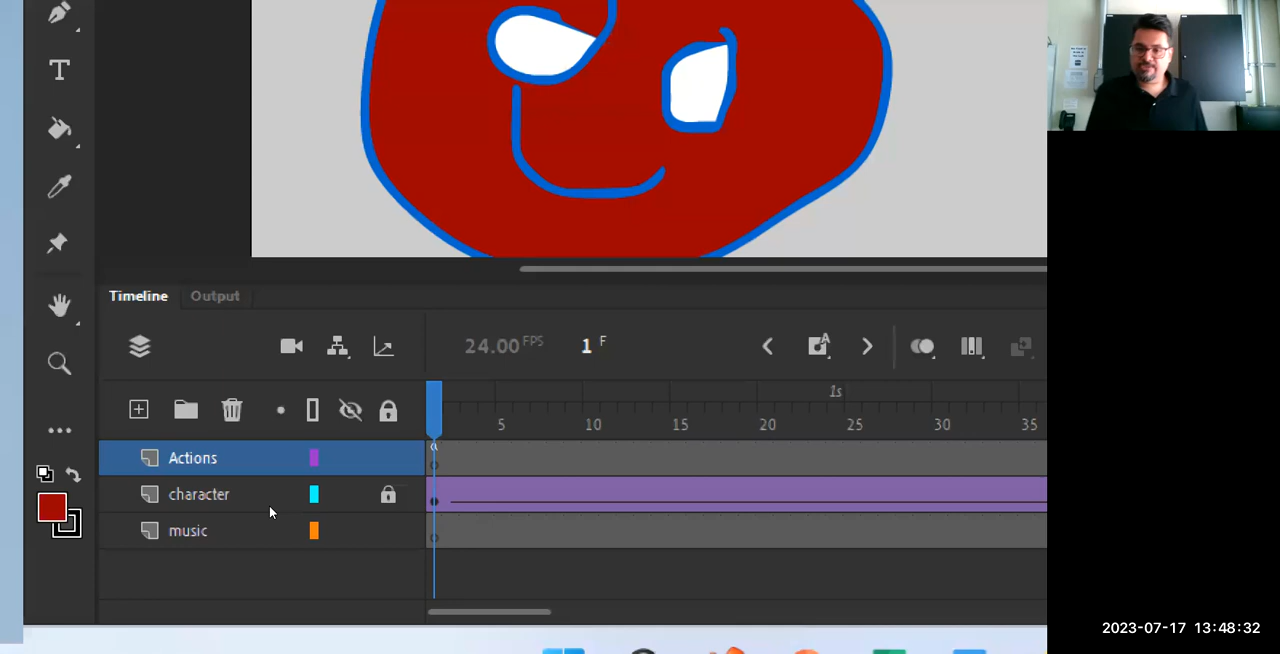 Timeline Output
24.00 FPS 1 F
1s
5 10 15 20 25 30 35
Actions
character
music
2023-07-17 13:48:32